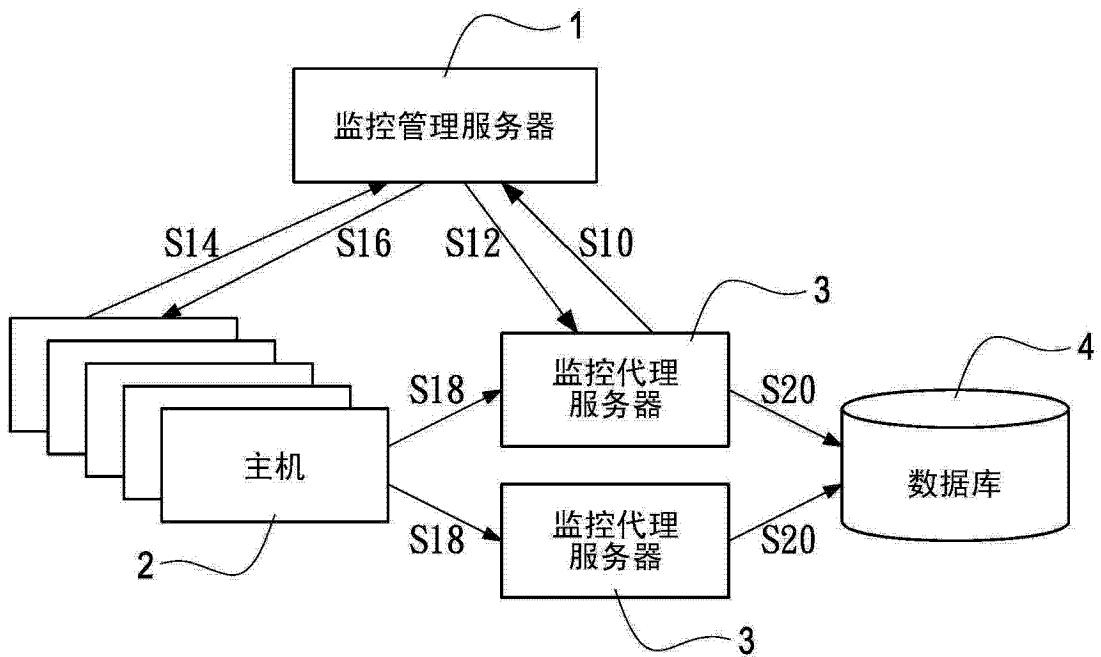 1
监控管理服务器
S14
S16
S12
S10
3
4
监控代理
服务器
S18
S20
主机
数据库
监控代理
服务器
S18
S20
2
3